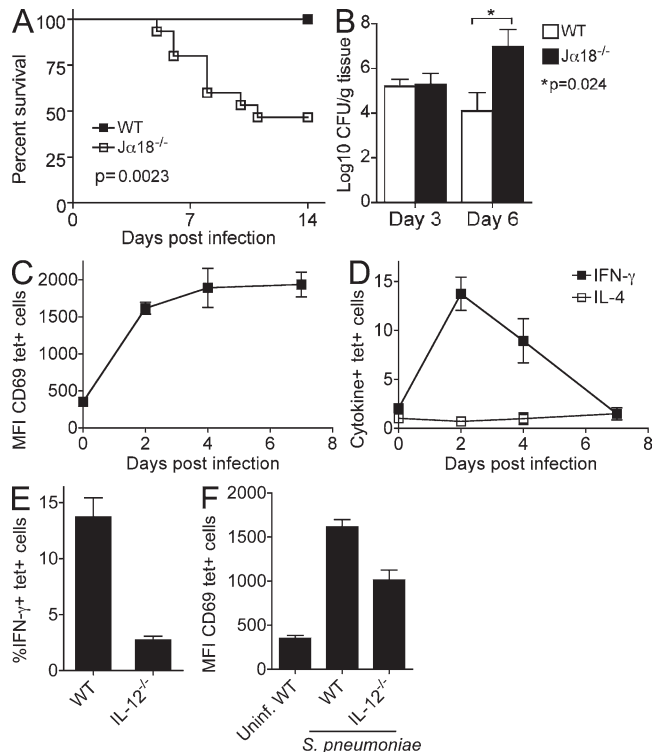 A
Percent survival
100
75
50
25
0
WT
Jα18-/-
p=0.0023
0
7
14
Days post infection
B
Log10 CFU/g tissue
8
6
4
2
0
*
Day 3
Day 6
WT
Jα18-/-
*p=0.024
C
MFI CD69 tet+ cells
2000
1500
1000
500
0
0
2
4
6
8
Days post infection
D
Cytokine+ tet+ cells
15
10
5
0
IFN-γ
IL-4
0
2
4
6
8
Days post infection
E
%IFN-γ+ tet+ cells
15
10
5
0
WT
IL-12-/-
F
MFI CD69 tet+ cells
2000
1500
1000
500
0
Uninf. WT
WT
IL-12-/-
S. pneumoniae